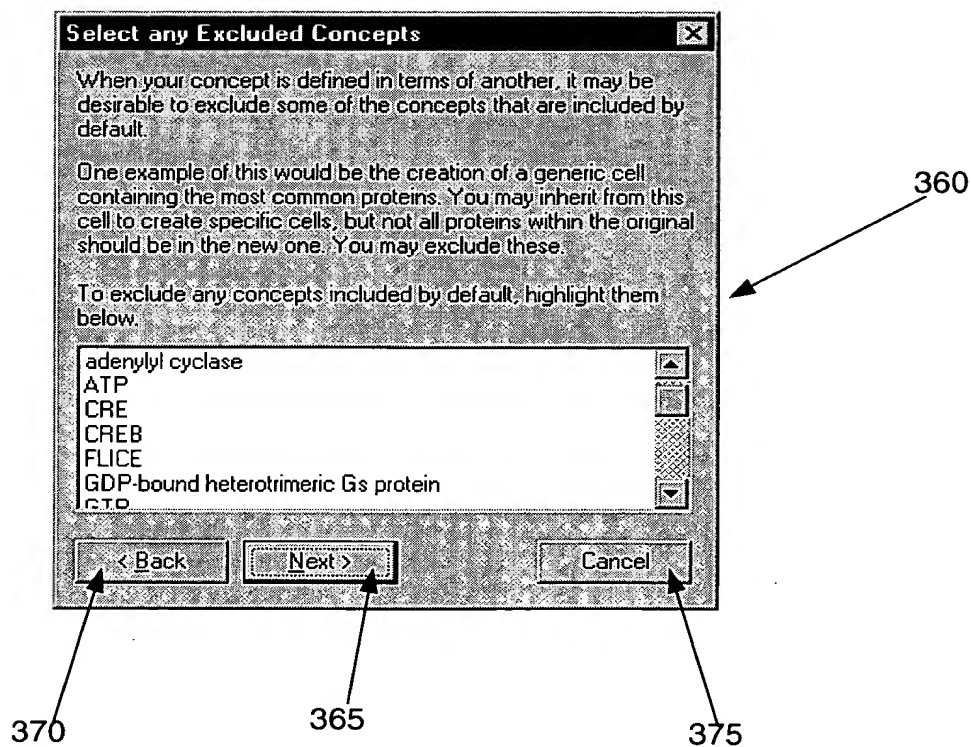 Select any Excluded Concepts
When your concept is defined in terms of another, it may be
desirable to exclude some of the concepts that are included by
default.
One example of this would be the creation of a generic cell
containing the most common proteins. You may inherit from this
cell to create specific cells, but not all proteins within the original
should be in the new one. You may exclude these.
To exclude any concepts included by default, highlight them
below.
adenylyl cyclase
ATP
CRE
CREB
FLICE
GDP-bound heterotrimeric Gs protein
GTP
< Back Next > Cancel
360
370 365 375